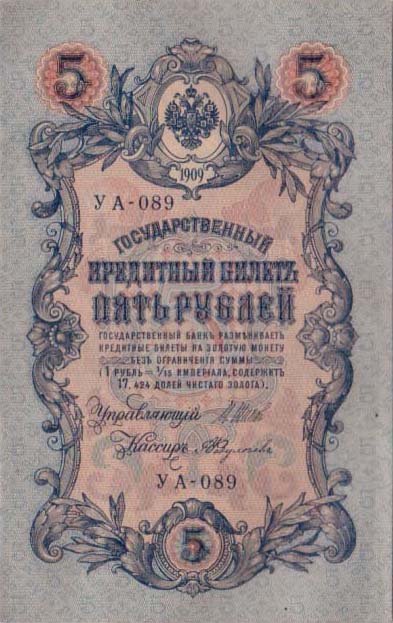 5 5
1909
УА-089
ГОСУДАРСТВЕННЫЙ
КРЕДИТНЫЙ БИЛЕТЪ
ПЯТЬ РУБЛЕЙ
ГОСУДАРСТВЕННЫЙ БАНКЪ РАЗМѢНИВАЕТЪ
КРЕДИТНЫЕ БИЛЕТЫ НА ЗОЛОТУЮ МОНЕТУ
БЕЗЪ ОГРАНИЧЕНІЯ СУММЫ
(1 РУБЛЬ = 1/15 ИМПЕРІАЛА, СОДЕРЖИТЪ
17,424 ДОЛЕЙ ЧИСТАГО ЗОЛОТА).
Управляющій
Кассиръ
УА-089
5